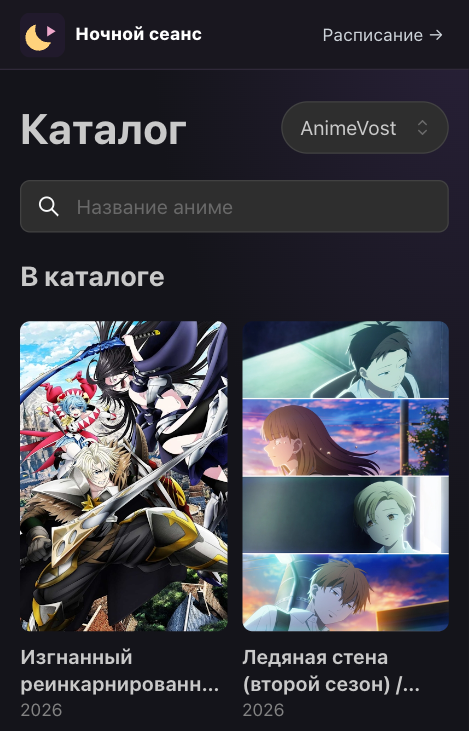 Ночной сеанс
Расписание →
Каталог
AnimeVost
Название аниме
В каталоге
Изгнанный
реинкарнированн...
2026
Ледяная стена
(второй сезон) /...
2026